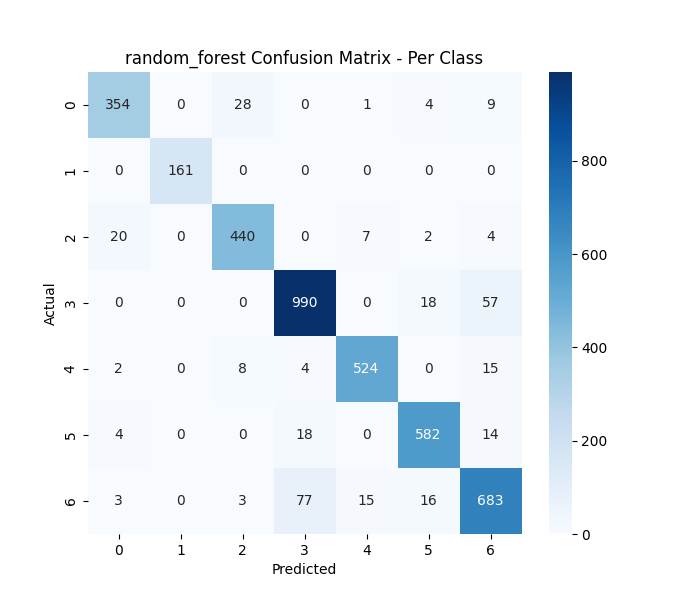 random_forest Confusion Matrix - Per Class
0 354 0 28 0 1 4 9
1 0 161 0 0 0 0 0
2 20 0 440 0 7 2 4
3 0 0 0 990 0 18 57
4 2 0 8 4 524 0 15
5 4 0 0 18 0 582 14
6 3 0 3 77 15 16 683
0 1 2 3 4 5 6
Actual
Predicted
800
600
400
200
0